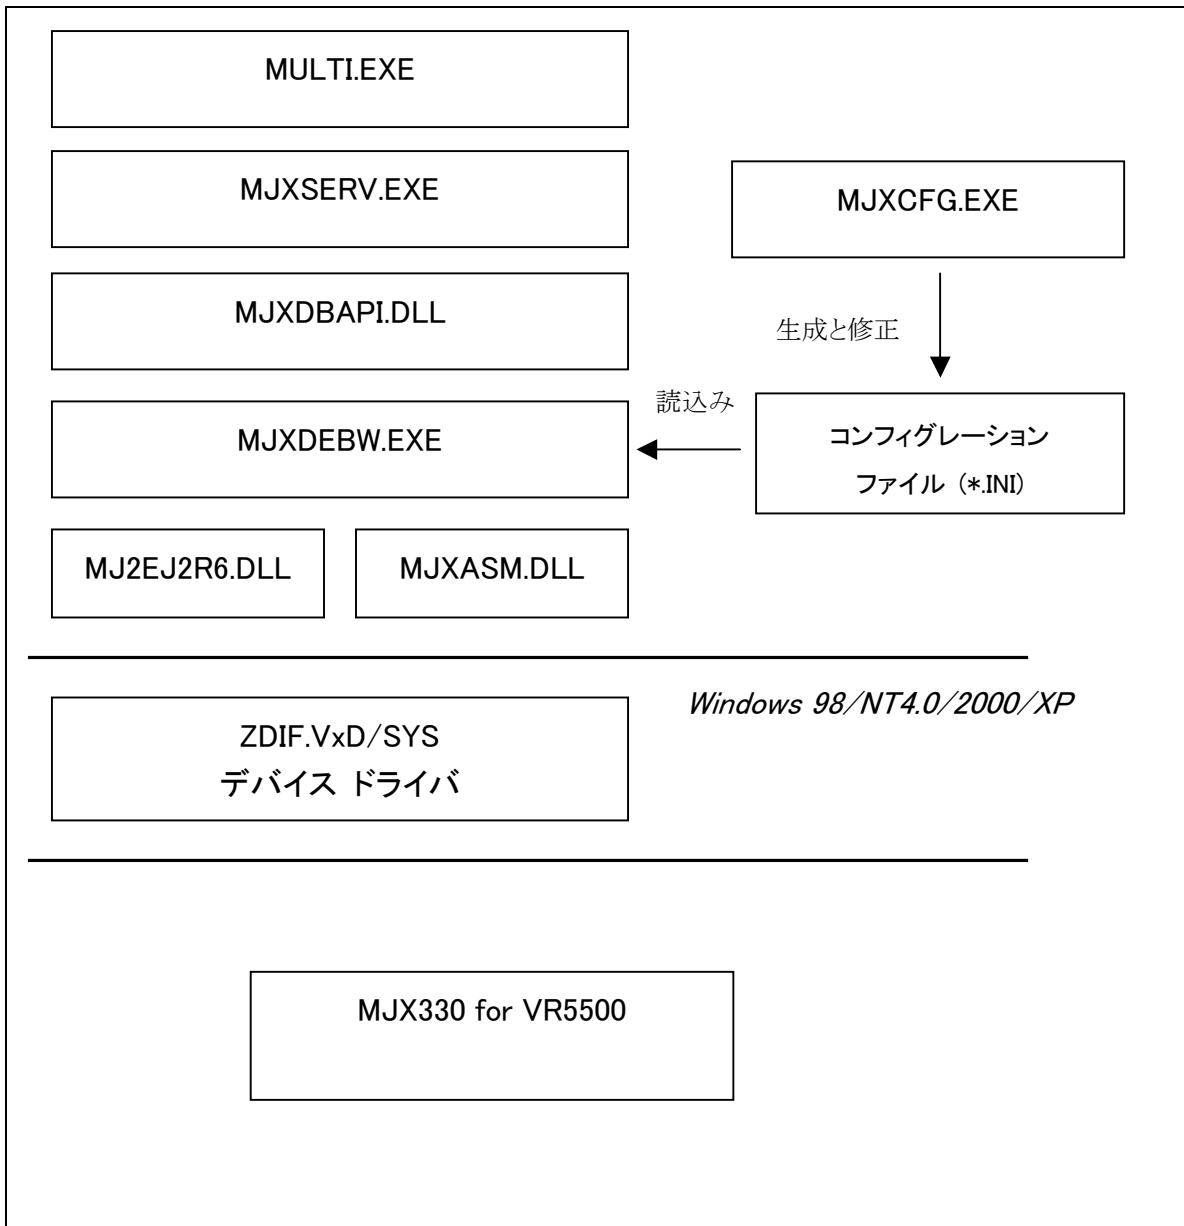 MULTI.EXE
MJXSERV.EXE
MJXCFG.EXE
MJXDBAPI.DLL
生成と修正
読込み
MJXDEBW.EXE
コンフィグレーション
ファイル (*.INI)
MJ2EJ2R6.DLL
MJXASM.DLL
Windows 98/NT4.0/2000/XP
ZDIF.VxD/SYS
デバイス ドライバ
MJX330 for VR5500